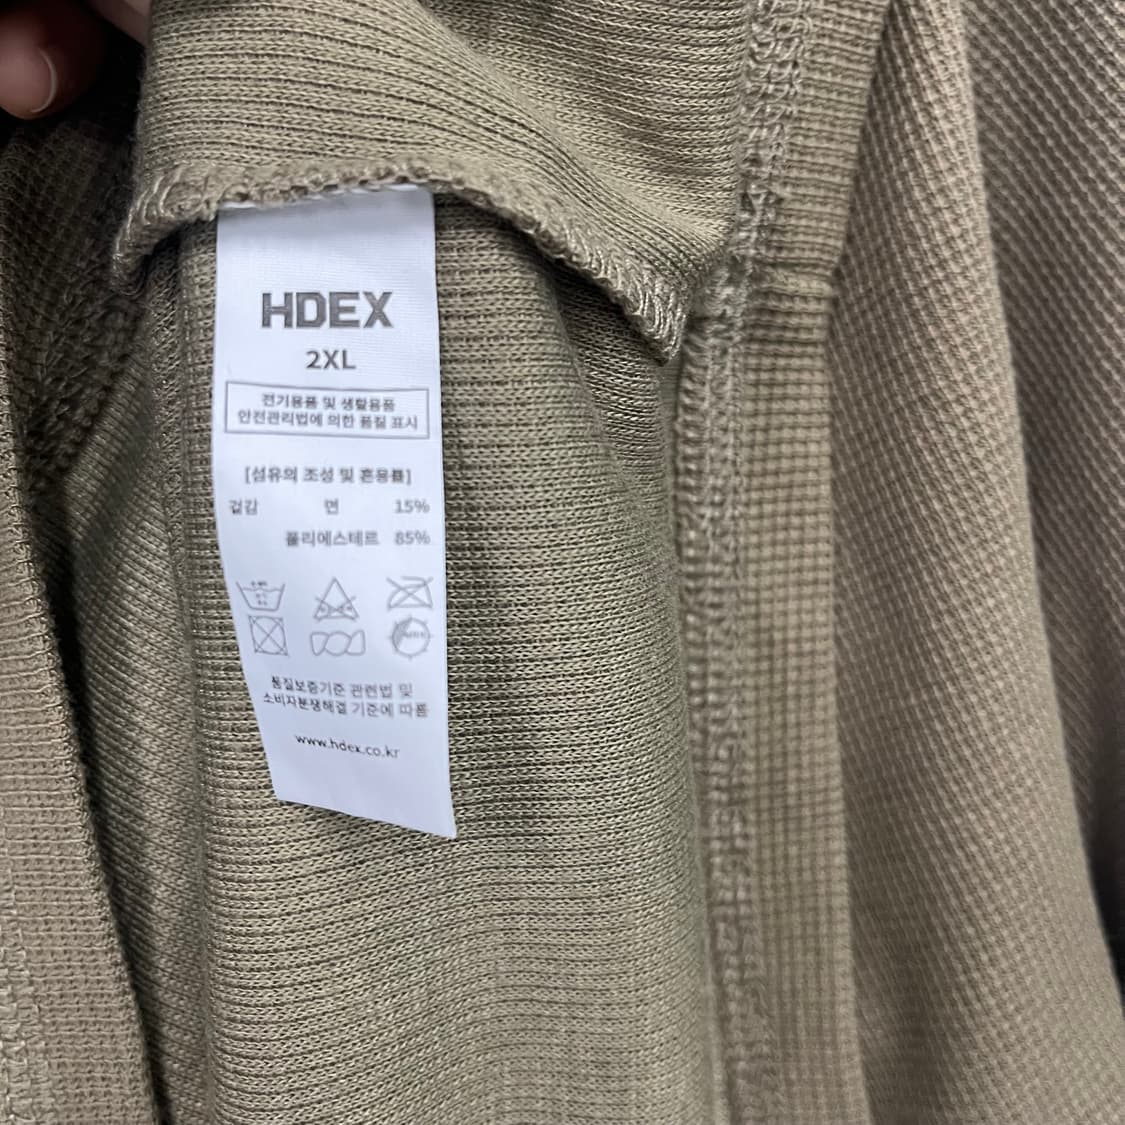 HDEX
2XL
전기용품 및 생활용품
안전관리법에 의한 품질 표시
[섬유의 조성 및 혼용률]
겉감 면 15%
폴리에스테르 85%
품질보증기준 관련법 및
소비자분쟁해결 기준에 따름
www.hdex.co.kr